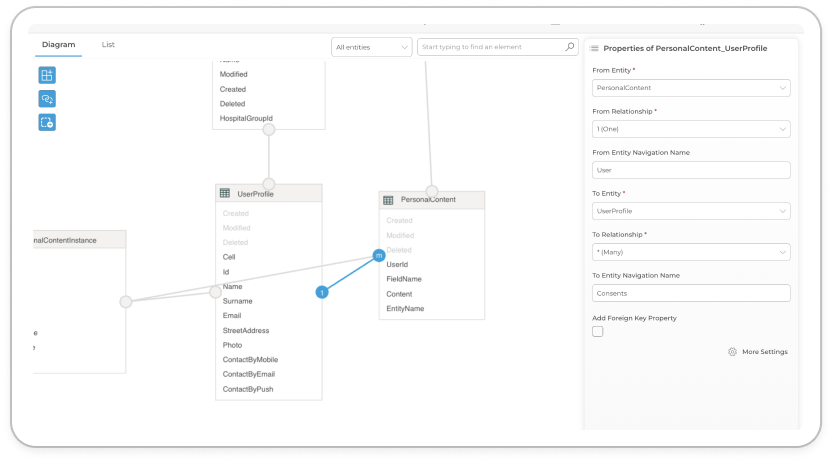 Diagram
List
All entities
Start typing to find an element
Name
Modified
Created
Deleted
HospitalGroupId
UserProfile
Created
Modified
Deleted
Cell
Id
Name
Surname
Email
StreetAddress
Photo
ContactByMobile
ContactByEmail
ContactByPush
nalContentInstance
e
PersonalContent
Created
Modified
Deleted
UserId
FieldName
Content
EntityName
m
1
Properties of PersonalContent_UserProfile
From Entity *
PersonalContent
From Relationship *
1 (One)
From Entity Navigation Name
User
To Entity *
UserProfile
To Relationship *
* (Many)
To Entity Navigation Name
Consents
Add Foreign Key Property
More Settings